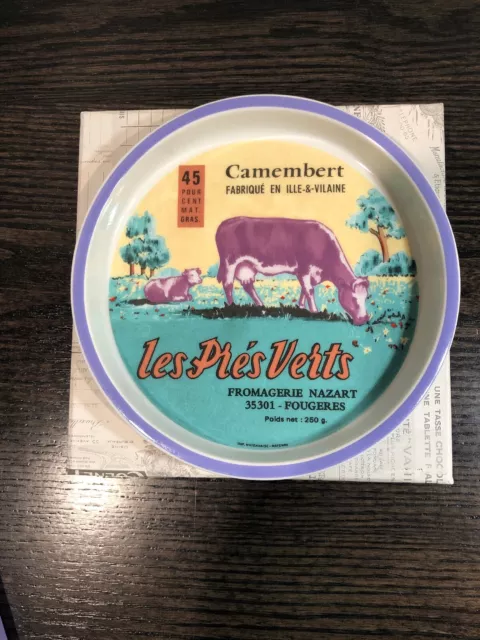 45
POUR
CENT
MAT.
GRAS.
Camembert
FABRIQUÉ EN ILLE-&-VILAINE
les Prés Verts
FROMAGERIE NAZART
35301 - FOUGERES
Poids net : 250 g.
UNE TASSE CHOC
UNE TABLETTE